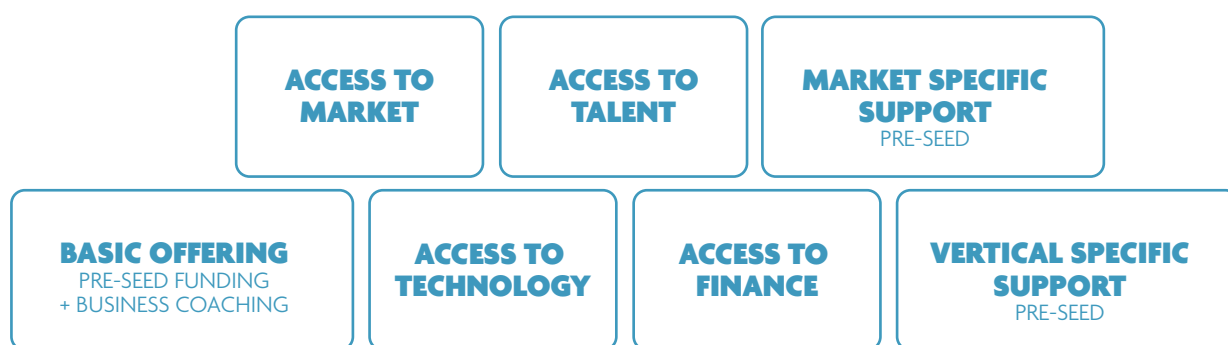 ACCESS TO
MARKET
ACCESS TO
TALENT
MARKET SPECIFIC
SUPPORT
PRE-SEED
BASIC OFFERING
PRE-SEED FUNDING
+ BUSINESS COACHING
ACCESS TO
TECHNOLOGY
ACCESS TO
FINANCE
VERTICAL SPECIFIC
SUPPORT
PRE-SEED